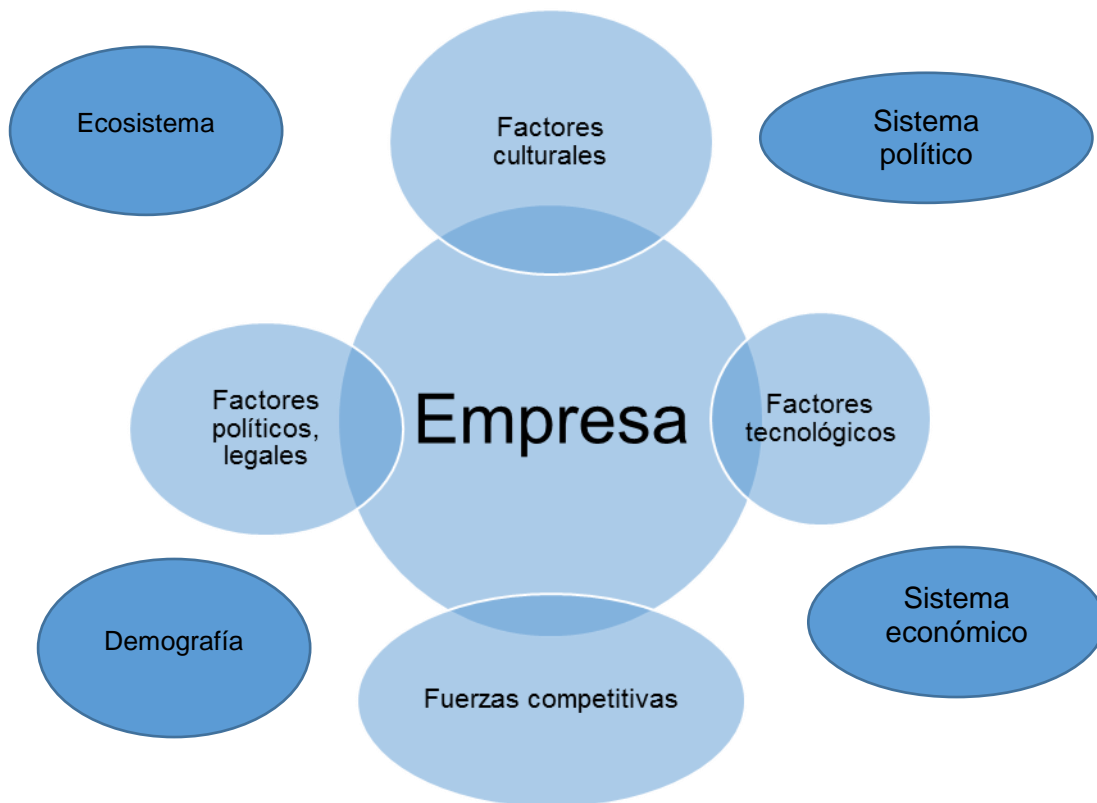 Ecosistema
Factores
culturales
Sistema
político
Factores
políticos,
legales
Empresa
Factores
tecnológicos
Demografía
Sistema
económico
Fuerzas competitivas